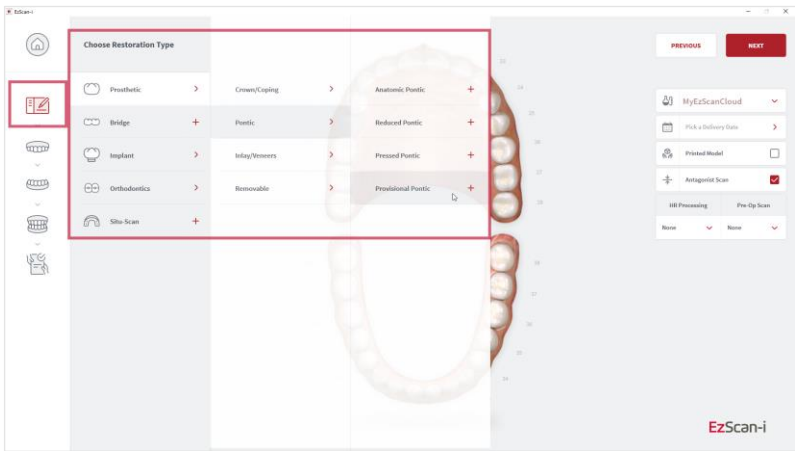 EzScan-i
Choose Restoration Type
Prosthetic
Bridge
Implant
Orthodontics
Situ-Scan
Crown/Coping
Pontic
Inlay/Veneers
Removable
Anatomic Pontic
Reduced Pontic
Pressed Pontic
Provisional Pontic
PREVIOUS
NEXT
MyEzScanCloud
Pick a Delivery Date
Printed Model
Antagonist Scan
HR Processing Pre-Op Scan
None None
EzScan-i